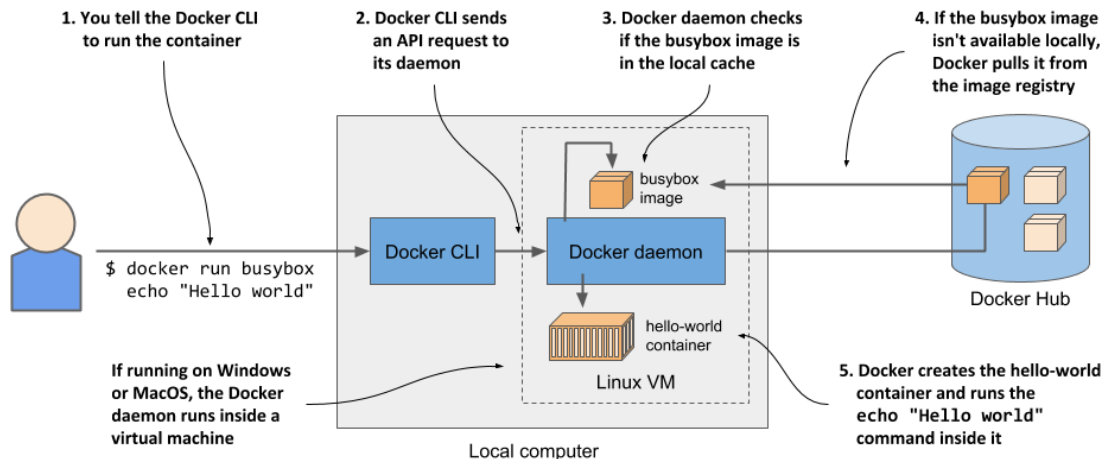 1. You tell the Docker CLI
to run the container
2. Docker CLI sends
an API request to
its daemon
3. Docker daemon checks
if the busybox image is
in the local cache
4. If the busybox image
isn't available locally,
Docker pulls it from
the image registry
busybox
image
Docker CLI
Docker daemon
$ docker run busybox
echo "Hello world"
Docker Hub
hello-world
container
Linux VM
If running on Windows
or MacOS, the Docker
daemon runs inside a
virtual machine
5. Docker creates the hello-world
container and runs the
echo "Hello world"
command inside it
Local computer